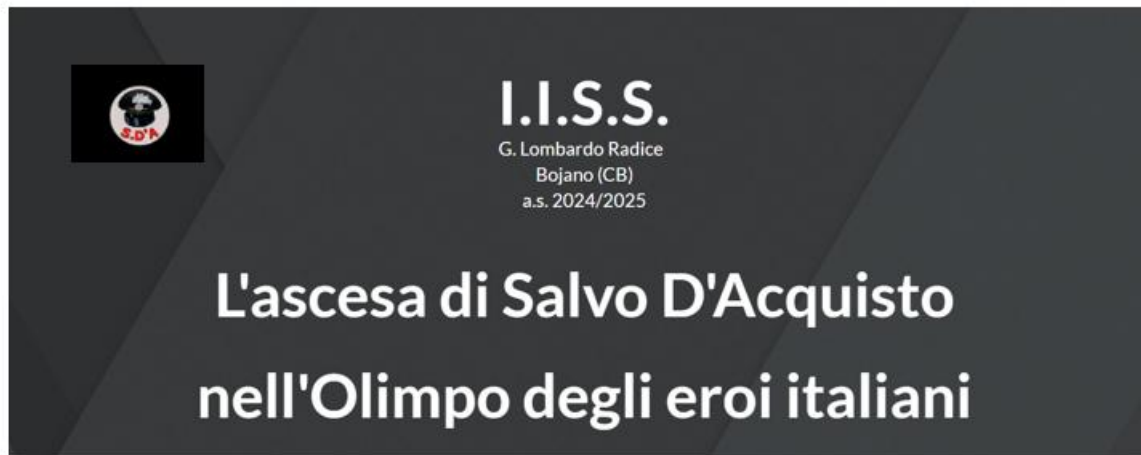 S.D'A
I.I.S.S.
G. Lombardo Radice
Bojano (CB)
a.s. 2024/2025
L'ascesa di Salvo D'Acquisto
nell'Olimpo degli eroi italiani